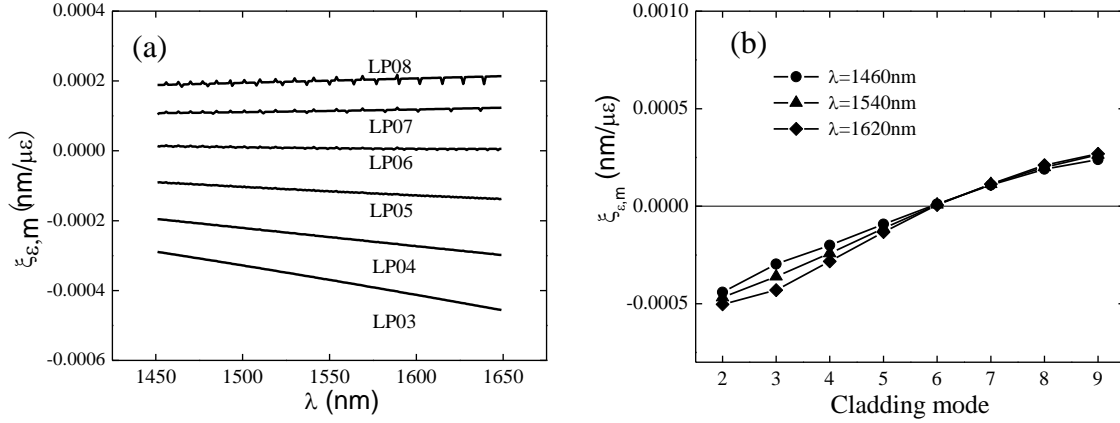 (a)
0.0004
0.0002
0.0000
-0.0002
-0.0004
-0.0006
ξε,m (nm/με)
LP08
LP07
LP06
LP05
LP04
LP03
1450 1500 1550 1600 1650
λ (nm)
(b)
0.0010
0.0005
0.0000
-0.0005
ξε,m (nm/με)
λ=1460nm
λ=1540nm
λ=1620nm
2 3 4 5 6 7 8 9
Cladding mode